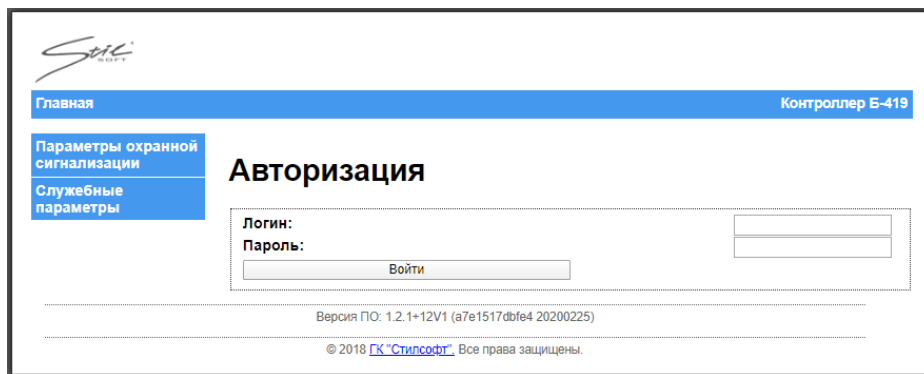 Stil
SOFT
Главная
Контроллер Б-419
Параметры охранной
сигнализации
Служебные
параметры
Авторизация
Логин:
Пароль:
Войти
Версия ПО: 1.2.1+12V1 (a7e1517dbfe4 20200225)
© 2018 ГК "Стилсофт". Все права защищены.